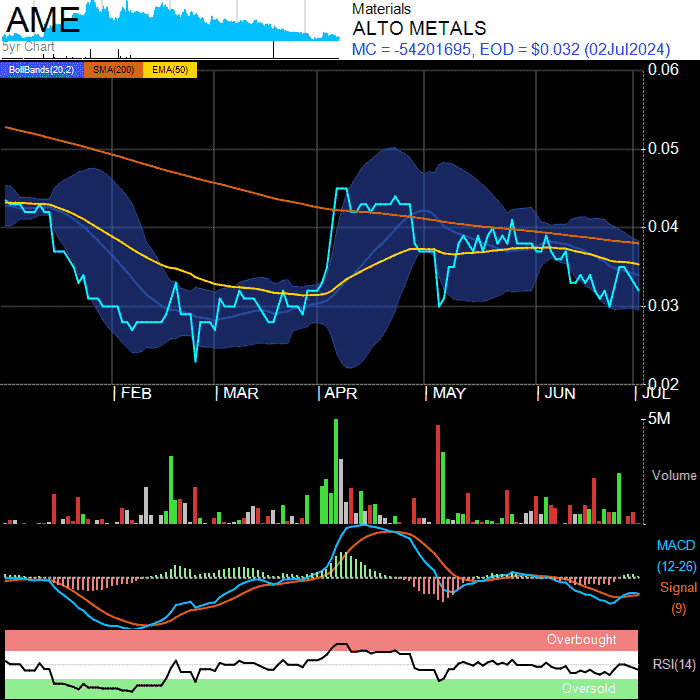 AME
5yr Chart
Materials
ALTO METALS
MC = -54201695, EOD = $0.032 (02Jul2024)
BollBands(20,2) SMA(200) EMA(50)
0.06
0.05
0.04
0.03
0.02
FEB MAR APR MAY JUN JUL
5M
Volume
MACD
(12-26)
Signal
(9)
Overbought
RSI(14)
Oversold